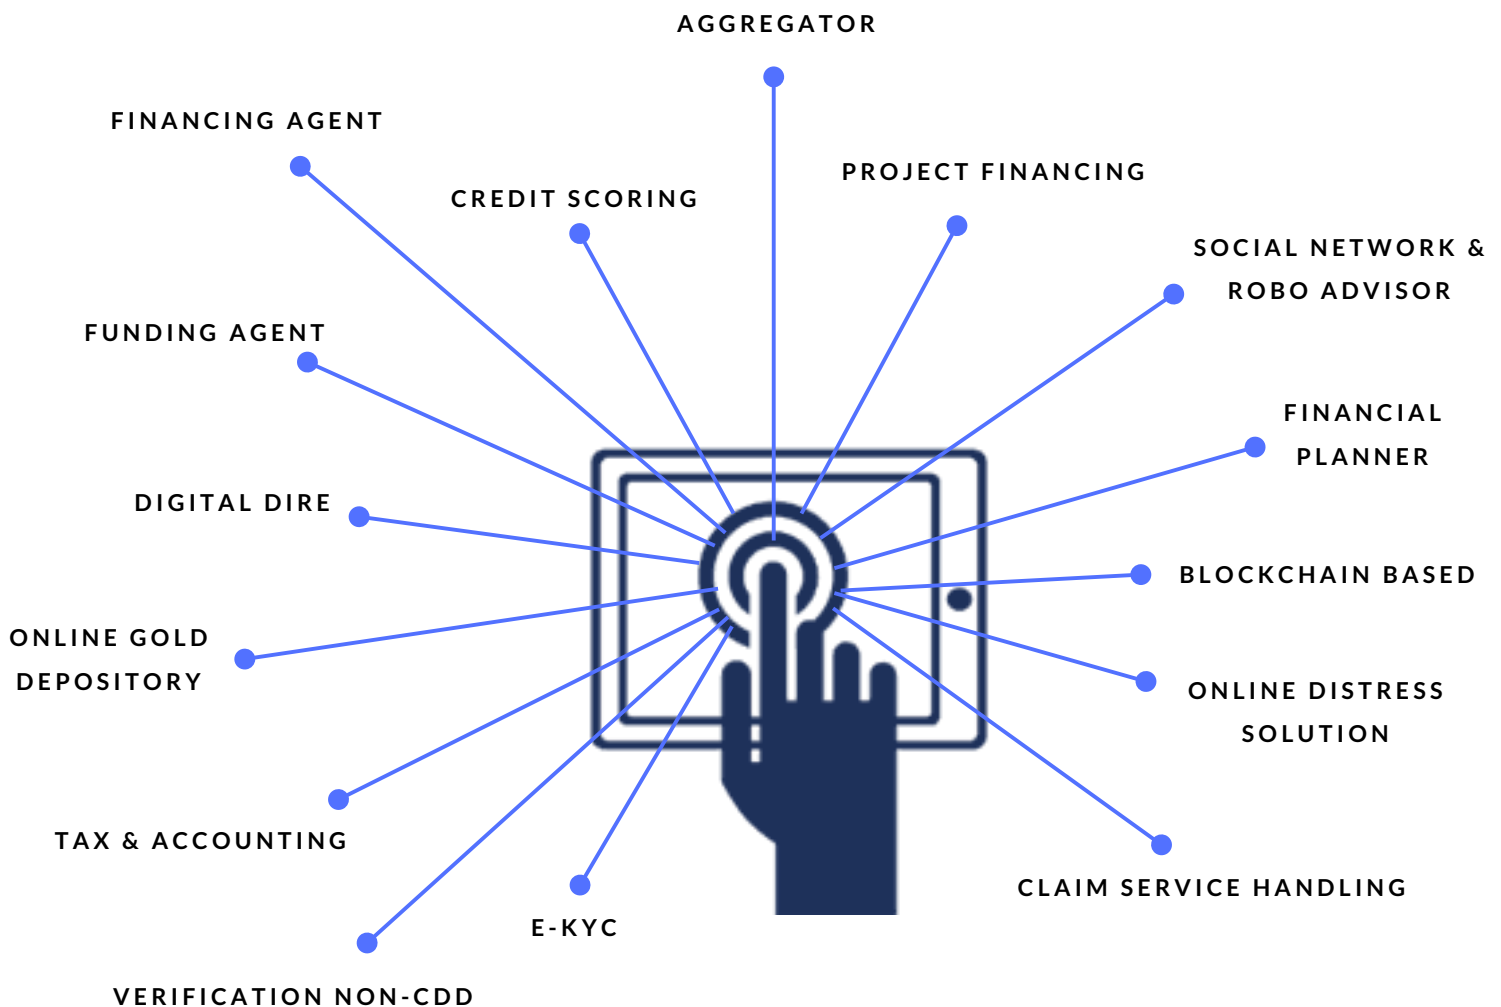 AGGREGATOR
FINANCING AGENT
PROJECT FINANCING
CREDIT SCORING
SOCIAL NETWORK &
ROBO ADVISOR
FUNDING AGENT
FINANCIAL
PLANNER
DIGITAL DIRE
BLOCKCHAIN BASED
ONLINE GOLD
DEPOSITORY
ONLINE DISTRESS
SOLUTION
TAX & ACCOUNTING
CLAIM SERVICE HANDLING
E-KYC
VERIFICATION NON-CDD